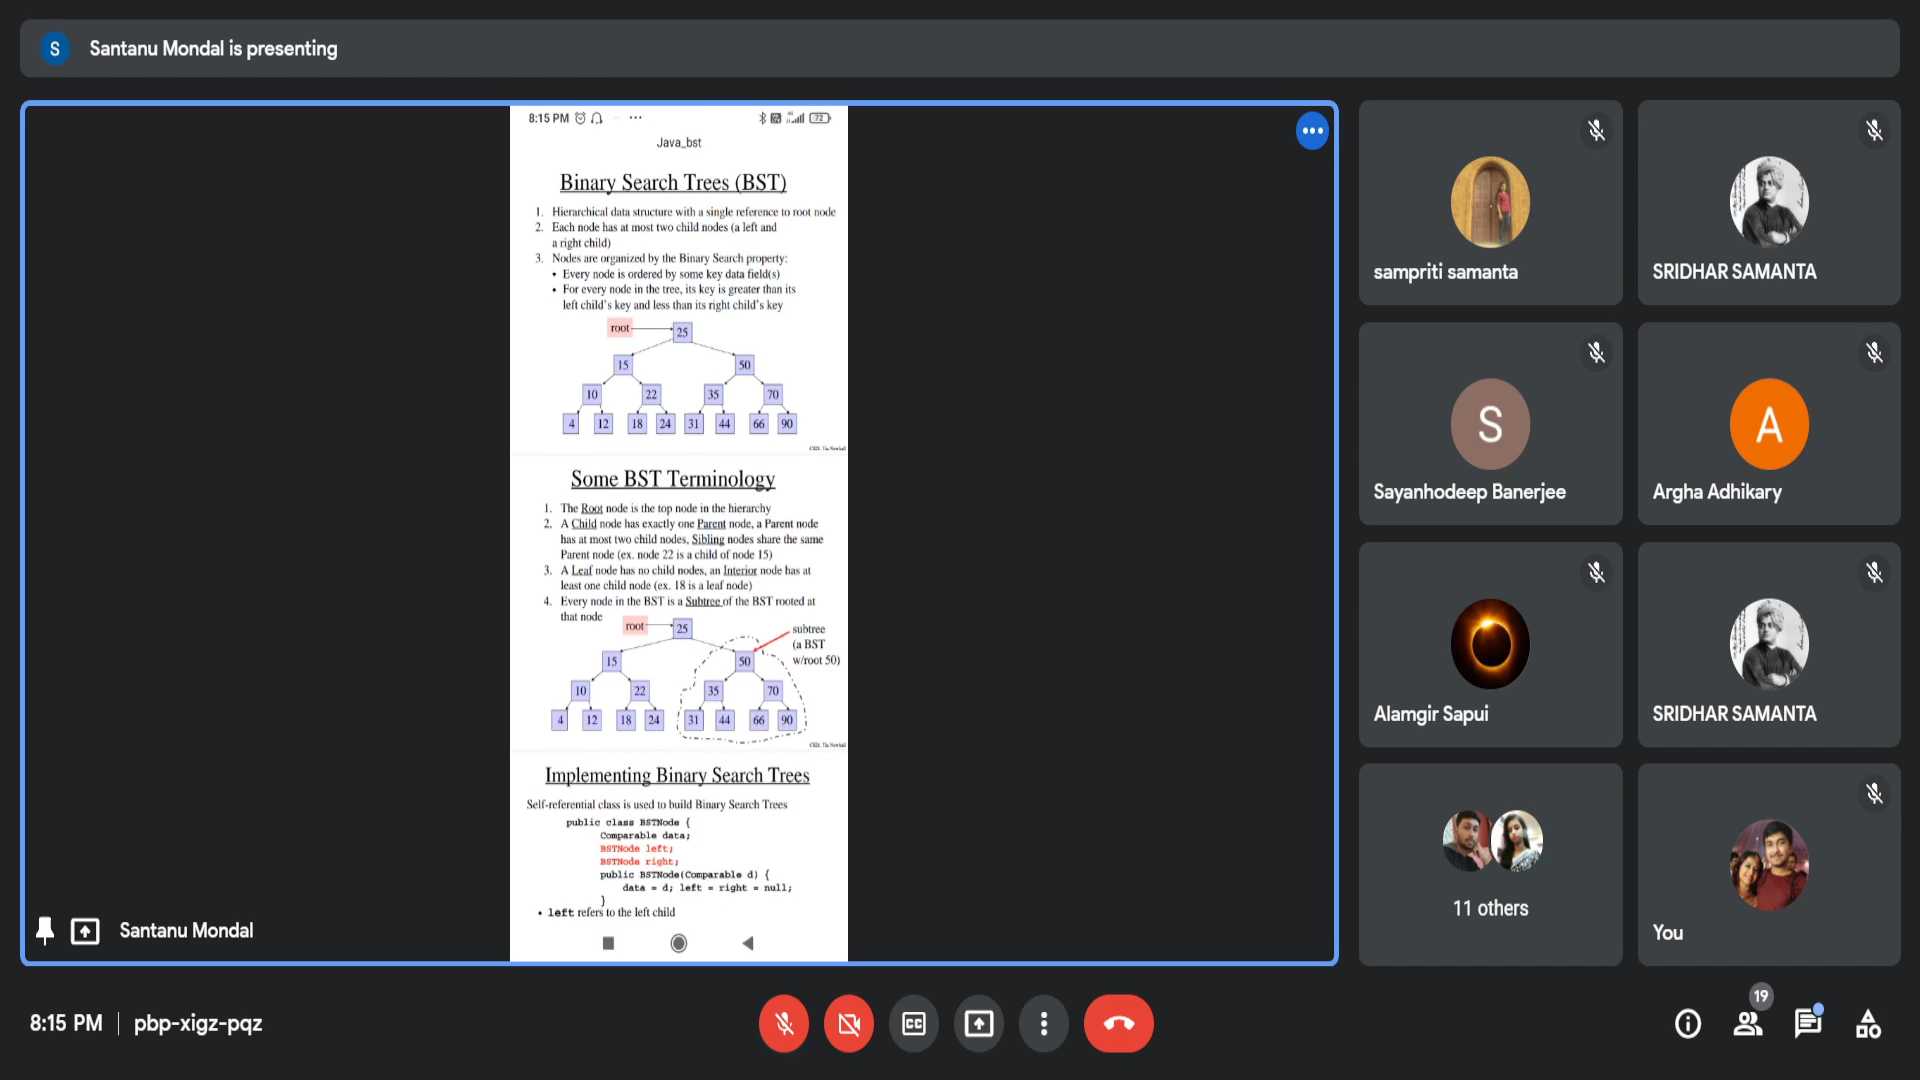 S Santanu Mondal is presenting
8:15 PM 72
Java_bst
Binary Search Trees (BST)
1. Hierarchical data structure with a single reference to root node
2. Each node has at most two child nodes (a left and
a right child)
3. Nodes are organized by the Binary Search property:
• Every node is ordered by some key data field(s)
• For every node in the tree, its key is greater than its
left child's key and less than its right child's key
root 25
15 50
10 22 35 70
4 12 18 24 31 44 66 90
Some BST Terminology
1. The Root node is the top node in the hierarchy
2. A Child node has exactly one Parent node, a Parent node
has at most two child nodes, Sibling nodes share the same
Parent node (ex. node 22 is a child of node 15)
3. A Leaf node has no child nodes, an Interior node has at
least one child node (ex. 18 is a leaf node)
4. Every node in the BST is a Subtree of the BST rooted at
that node
root 25
subtree
(a BST
w/root 50)
15 50
10 22 35 70
4 12 18 24 31 44 66 90
Implementing Binary Search Trees
Self-referential class is used to build Binary Search Trees
public class BSTNode {
Comparable data;
BSTNode left;
BSTNode right;
public BSTNode(Comparable d) {
data = d; left = right = null;
}
• left refers to the left child
Santanu Mondal
sampriti samanta
SRIDHAR SAMANTA
S
Sayanhodeep Banerjee
A
Argha Adhikary
Alamgir Sapui
SRIDHAR SAMANTA
11 others
You
8:15 PM | pbp-xigz-pqz
CC
19